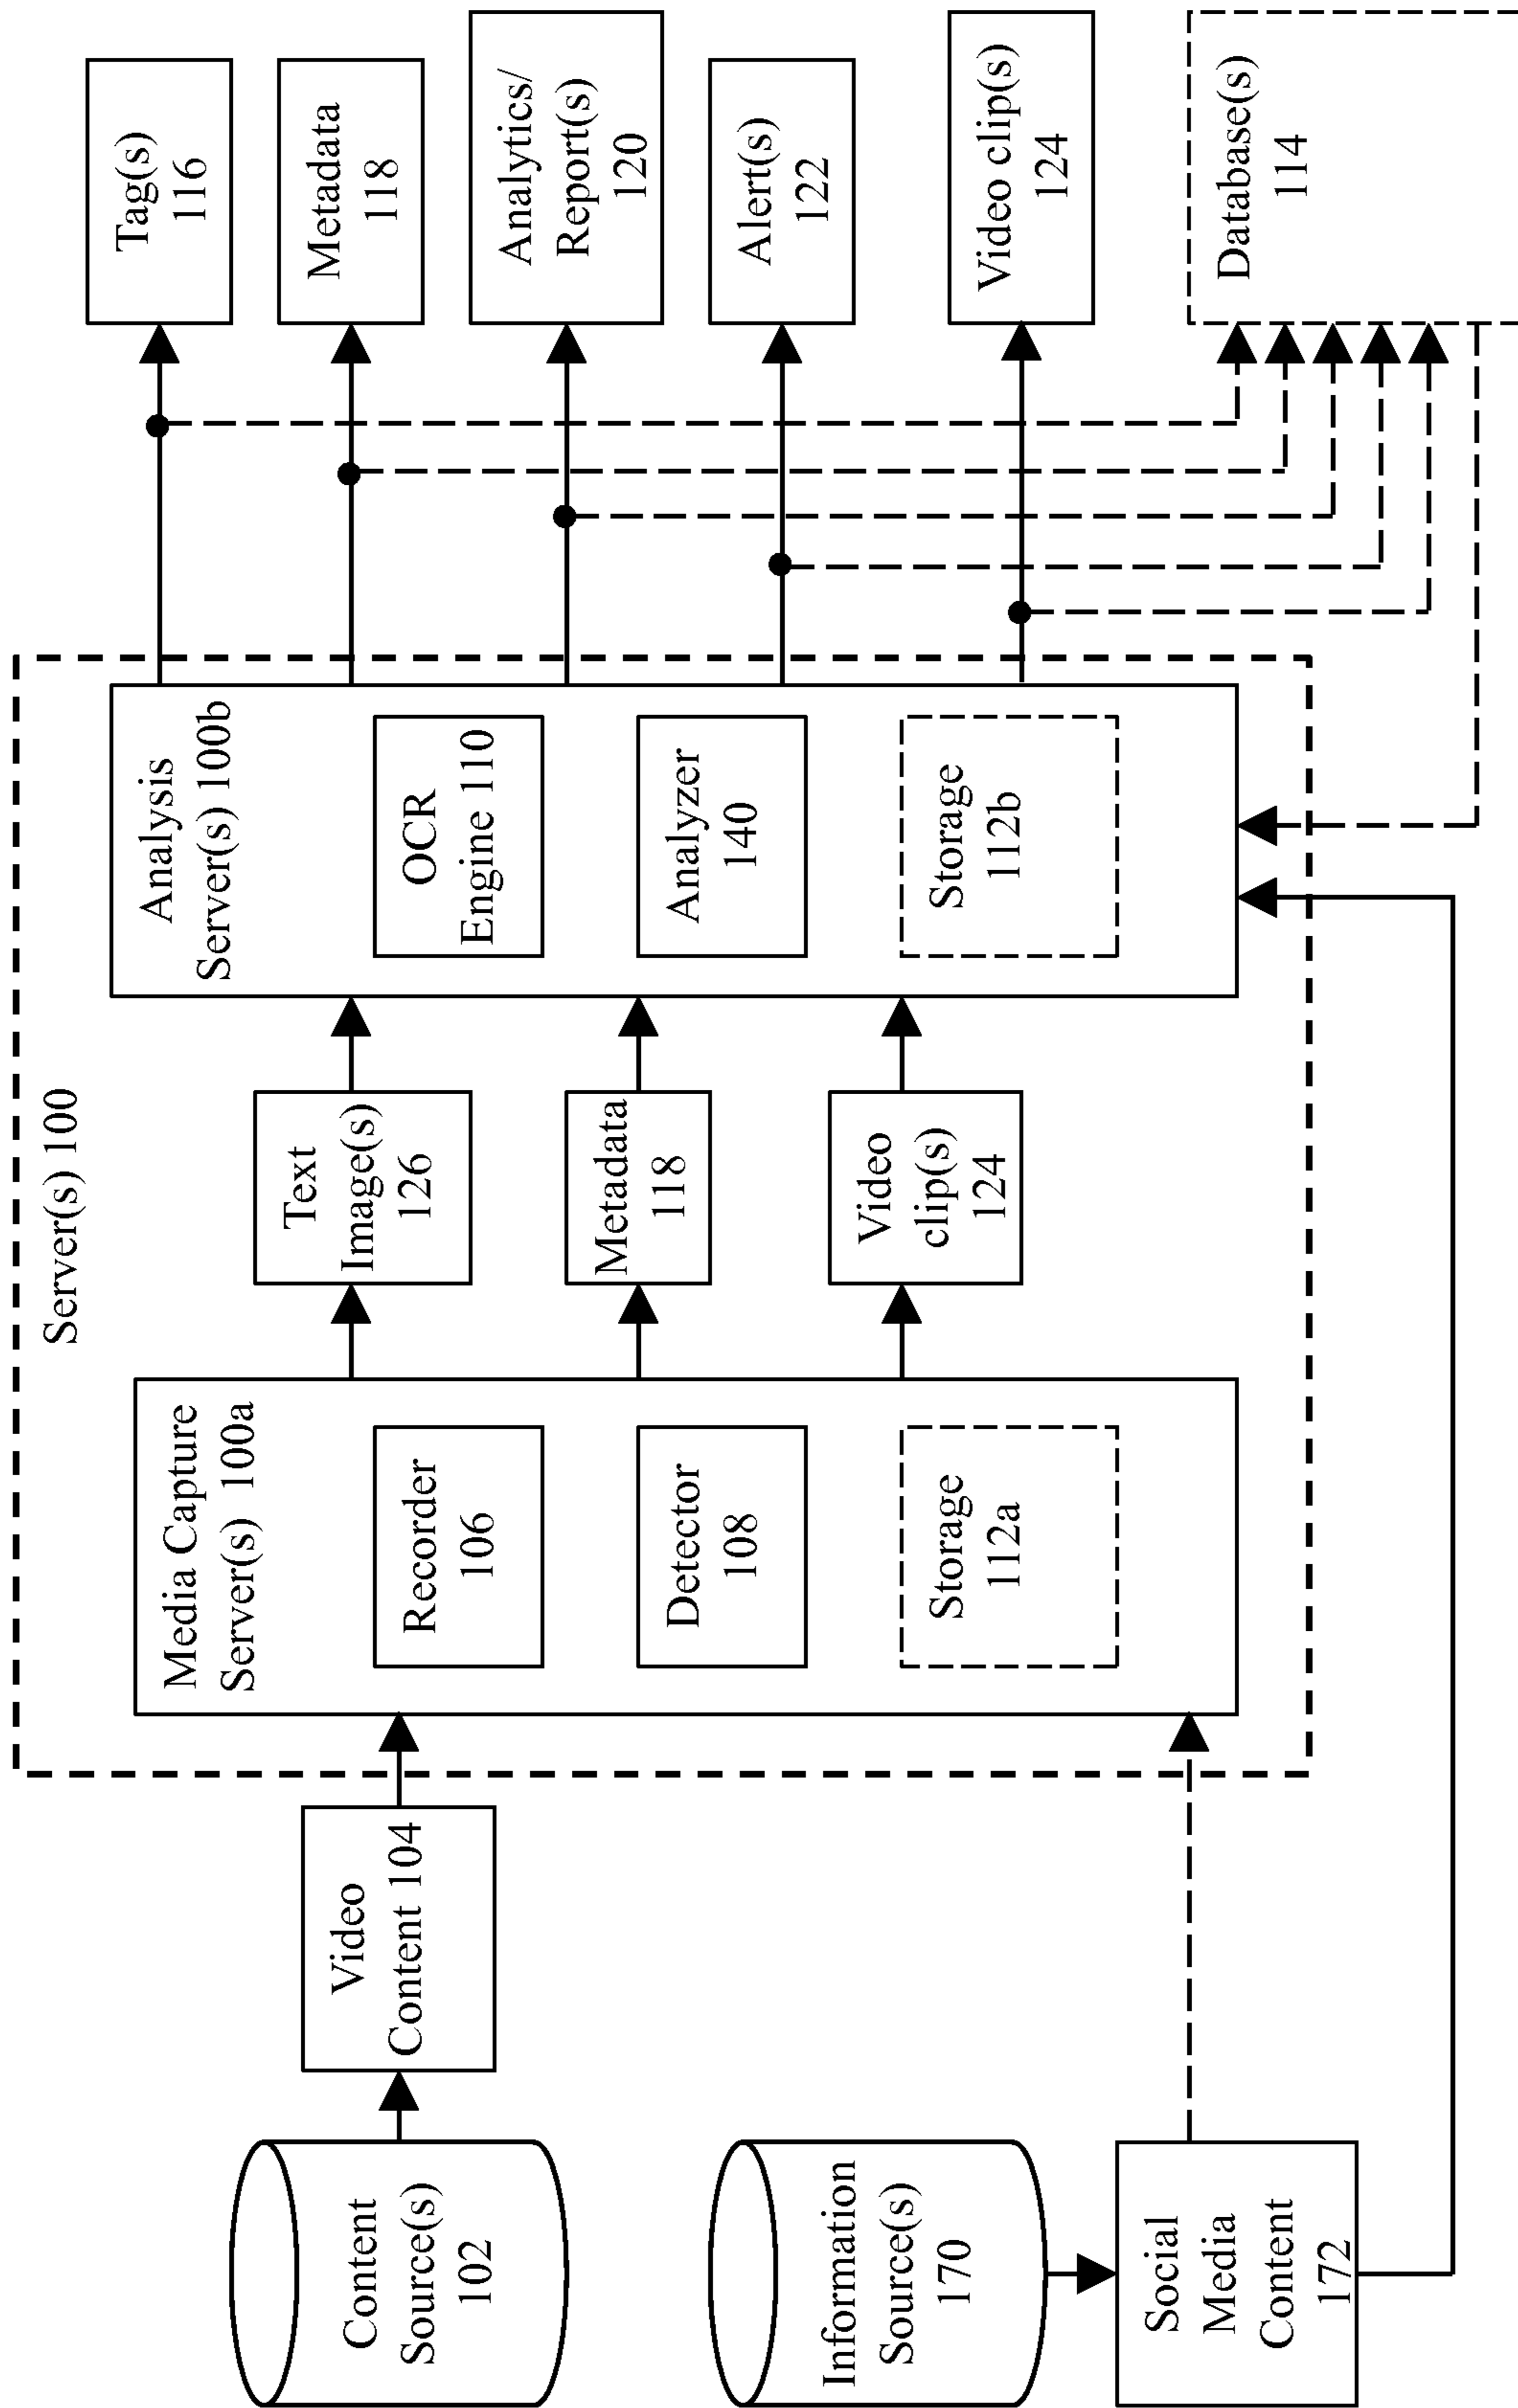 Server(s) 100
Content
Source(s)
102
Information
Source(s)
170
Social
Media
Content
172
Video
Content 104
Media Capture
Server(s) 100a
Recorder
106
Detector
108
Storage
112a
Text
Image(s)
126
Metadata
118
Video
clip(s)
124
Analysis
Server(s) 100b
OCR
Engine 110
Analyzer
140
Storage
112b
Tag(s)
116
Metadata
118
Analytics/
Report(s)
120
Alert(s)
122
Video clip(s)
124
Database(s)
114